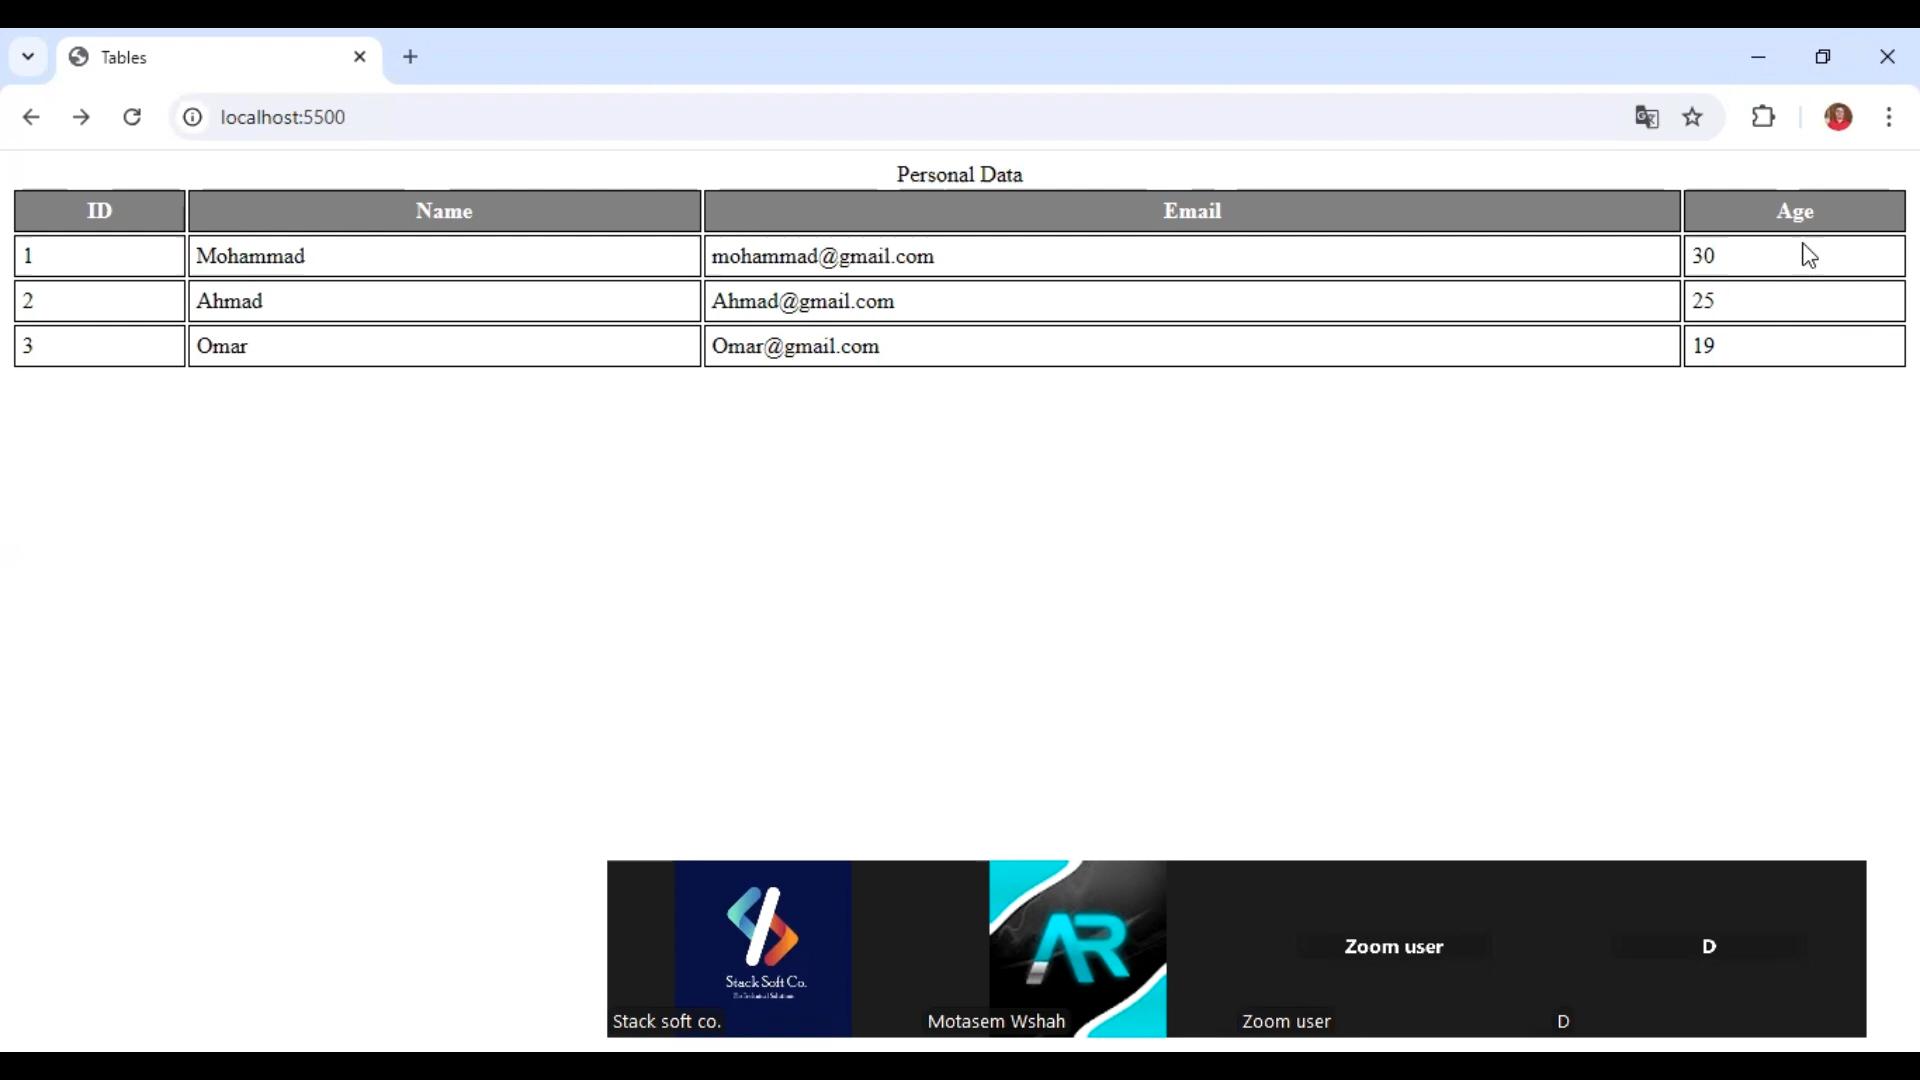 Tables
localhost:5500
Personal Data
ID Name Email Age
1 Mohammad mohammad@gmail.com 30
2 Ahmad Ahmad@gmail.com 25
3 Omar Omar@gmail.com 19
AR
Zoom user
D
Stack Soft Co.
Stack soft co.
Motasem Wshah
Zoom user
D